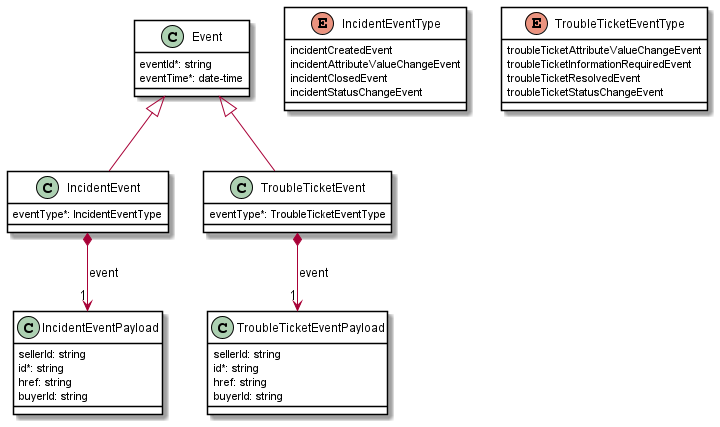 C Event
eventId*: string
eventTime*: date-time
E IncidentEventType
incidentCreatedEvent
incidentAttributeValueChangeEvent
incidentClosedEvent
incidentStatusChangeEvent
E TroubleTicketEventType
troubleTicketAttributeValueChangeEvent
troubleTicketInformationRequiredEvent
troubleTicketResolvedEvent
troubleTicketStatusChangeEvent
C IncidentEvent
eventType*: IncidentEventType
C TroubleTicketEvent
eventType*: TroubleTicketEventType
event
1
event
1
C IncidentEventPayload
sellerId: string
id*: string
href: string
buyerId: string
C TroubleTicketEventPayload
sellerId: string
id*: string
href: string
buyerId: string